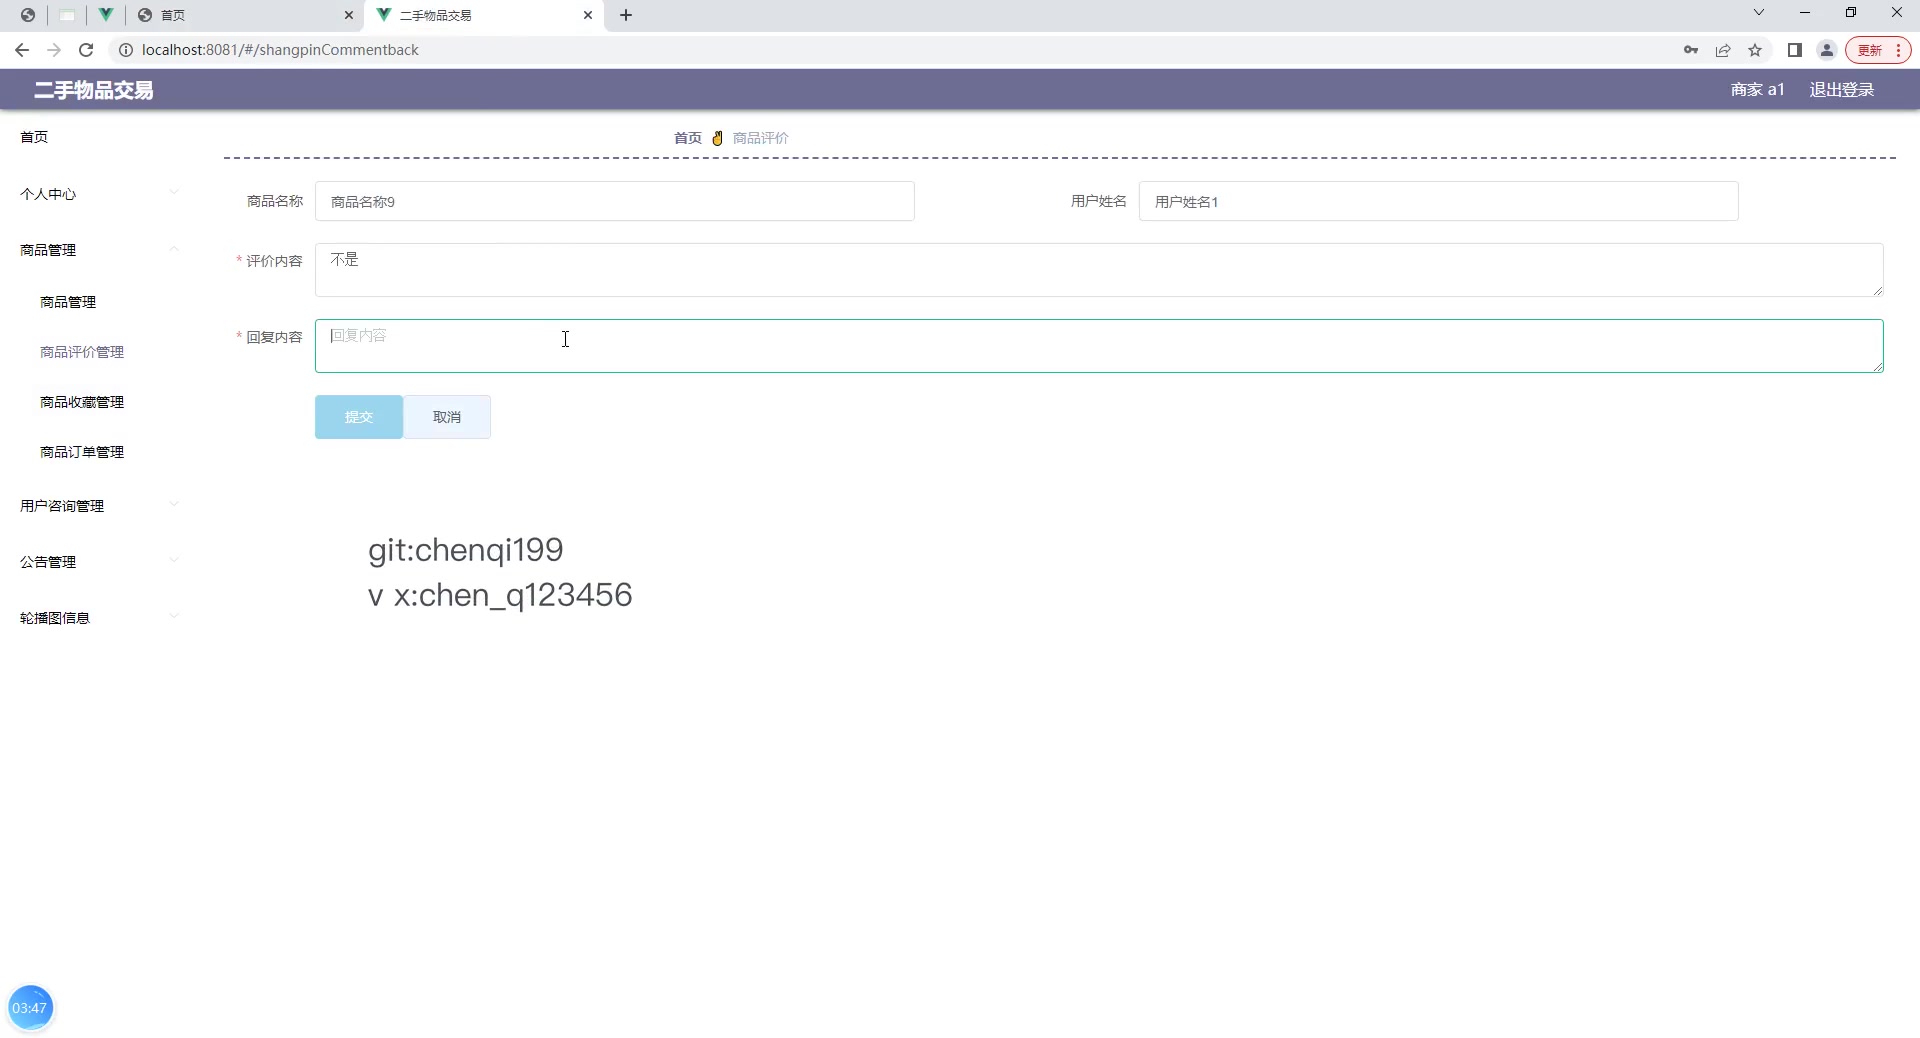 首页
二手物品交易
localhost:8081/#/shangpinCommentback
更新
二手物品交易
商家 a1
退出登录
首页
个人中心
商品管理
商品管理
商品评价管理
商品收藏管理
商品订单管理
用户咨询管理
公告管理
轮播图信息
首页 商品评价
商品名称 商品名称9
用户姓名 用户姓名1
* 评价内容 不是
* 回复内容 回复内容
提交 取消
git:chenqi199
v x:chen_q123456
03:47